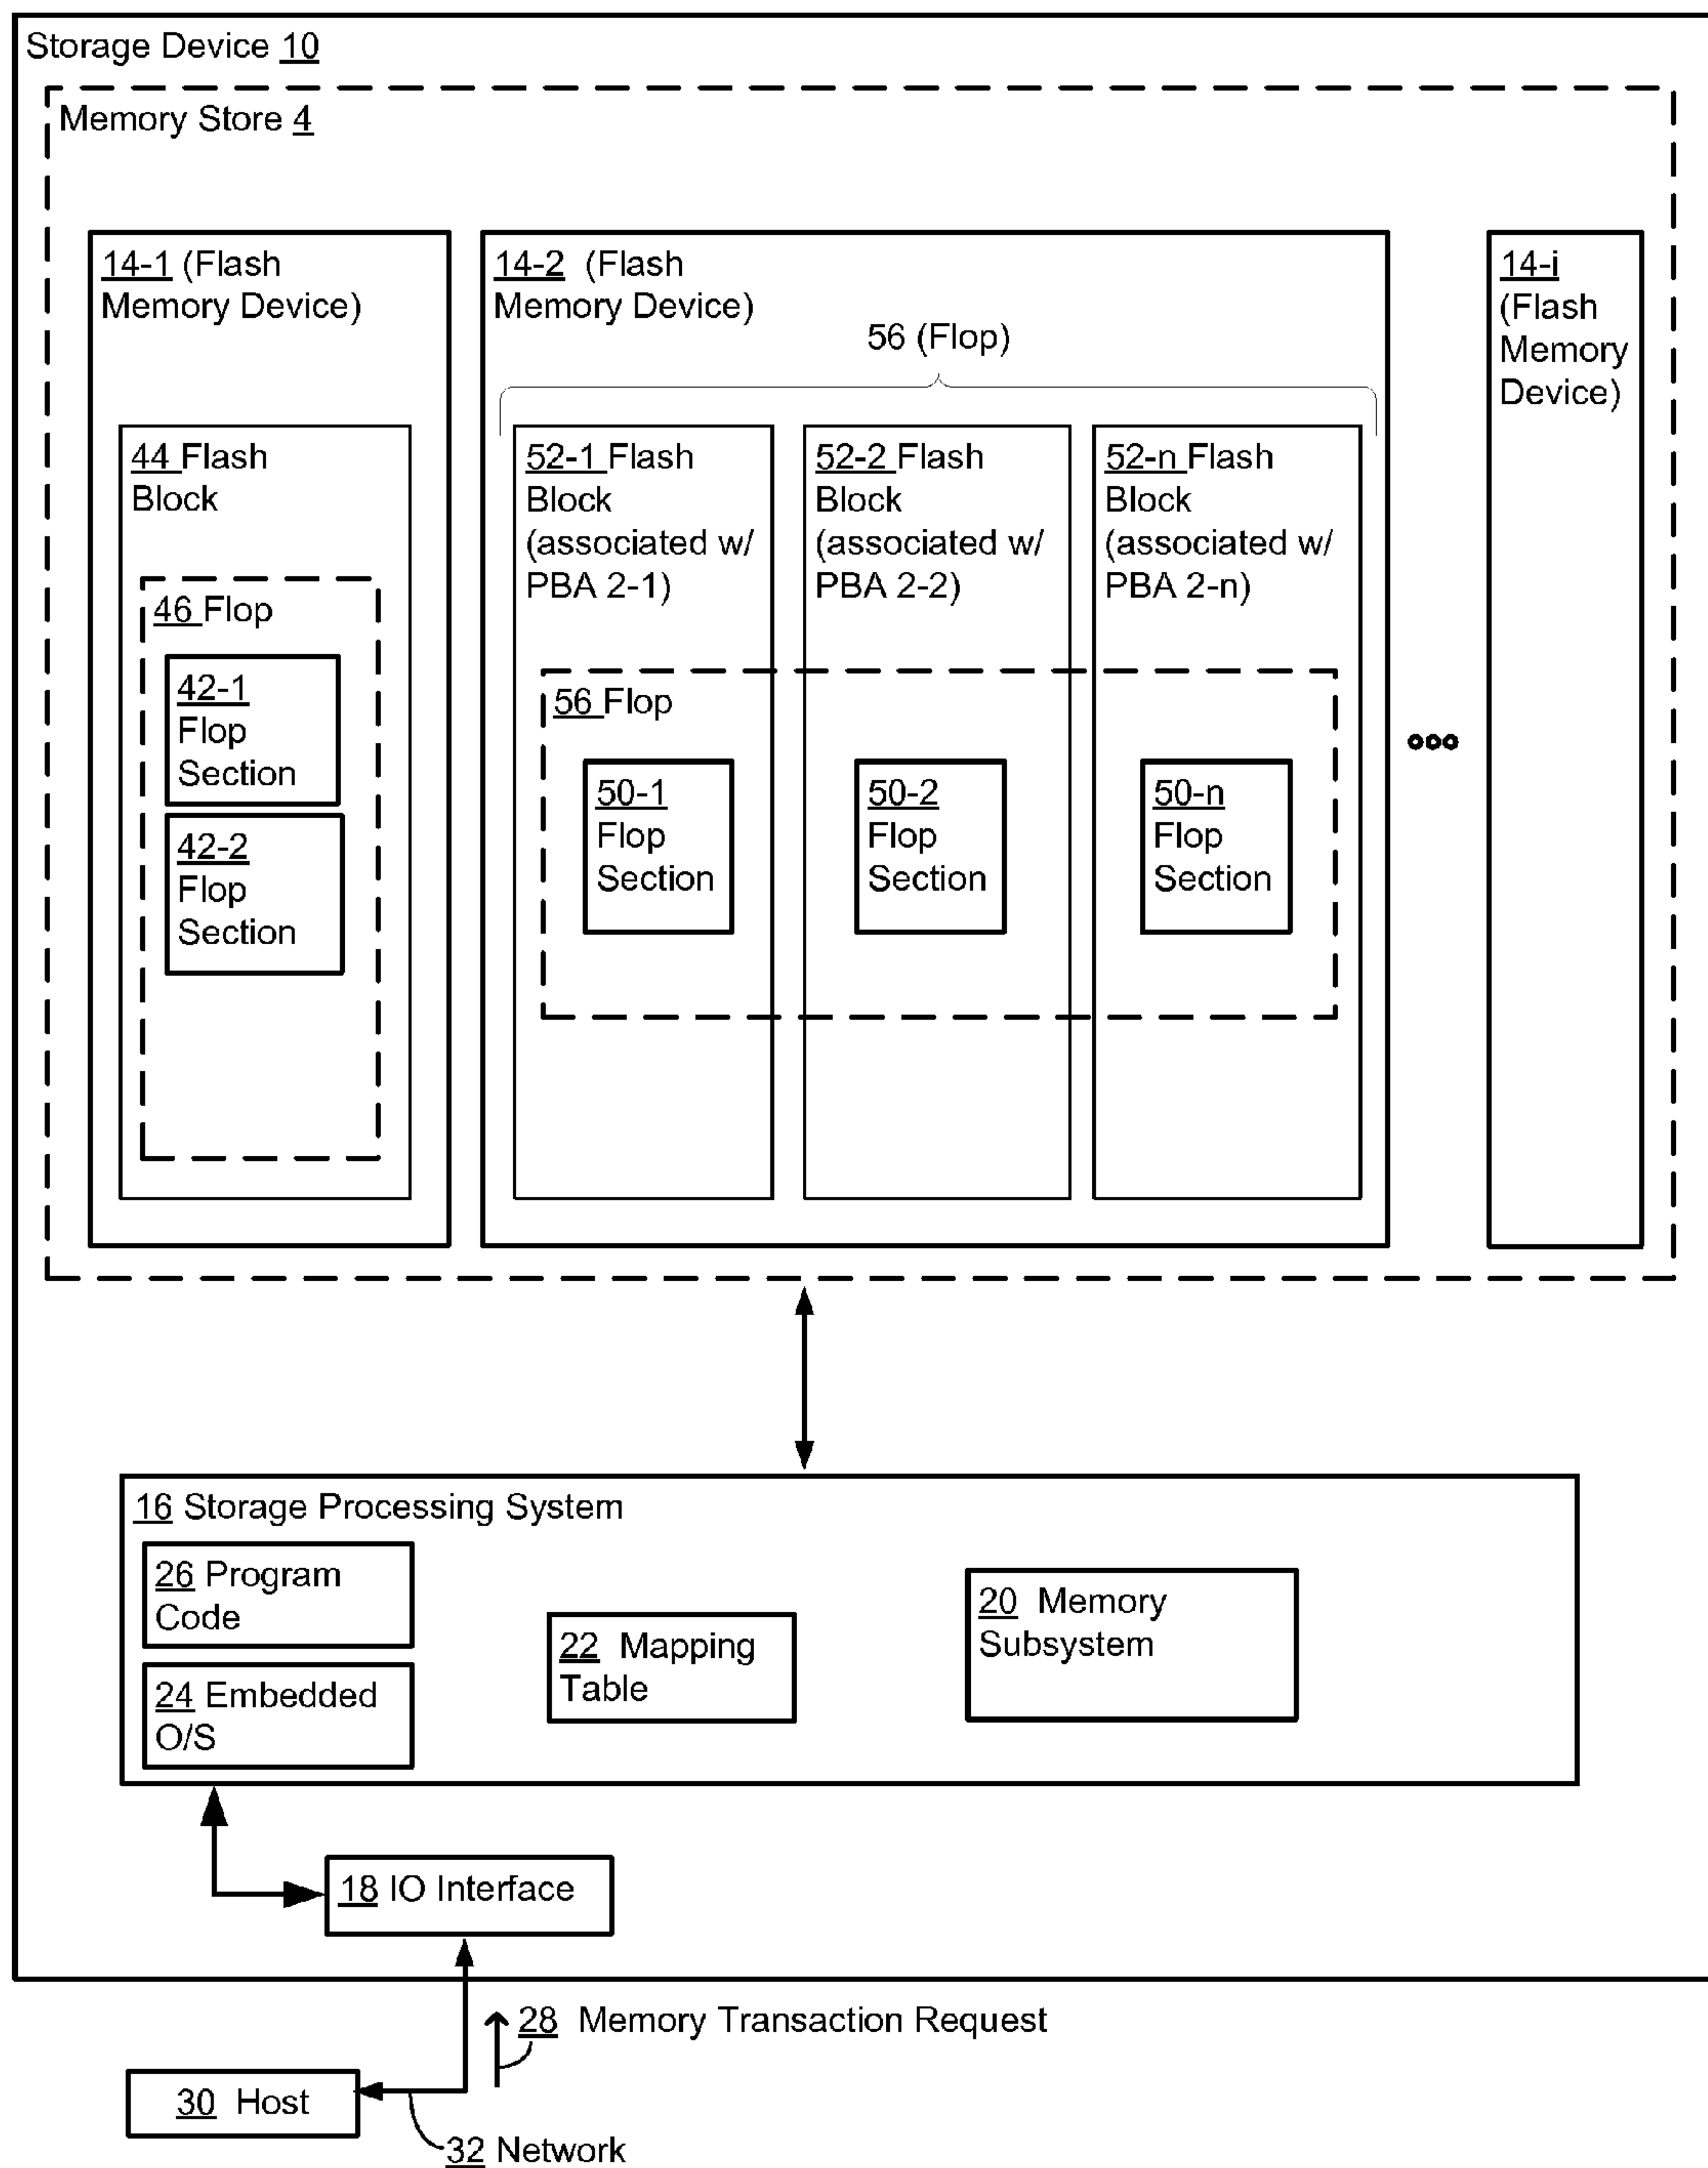 Storage Device 10
Memory Store 4
14-1 (Flash
Memory Device)
44 Flash
Block
46 Flop
42-1
Flop
Section
42-2
Flop
Section
14-2 (Flash
Memory Device)
56 (Flop)
52-1 Flash
Block
(associated w/
PBA 2-1)
52-2 Flash
Block
(associated w/
PBA 2-2)
52-n Flash
Block
(associated w/
PBA 2-n)
56 Flop
50-1
Flop
Section
50-2
Flop
Section
50-n
Flop
Section
14-i
(Flash
Memory
Device)
16 Storage Processing System
26 Program
Code
24 Embedded
O/S
22 Mapping
Table
20 Memory
Subsystem
18 IO Interface
28 Memory Transaction Request
30 Host
32 Network